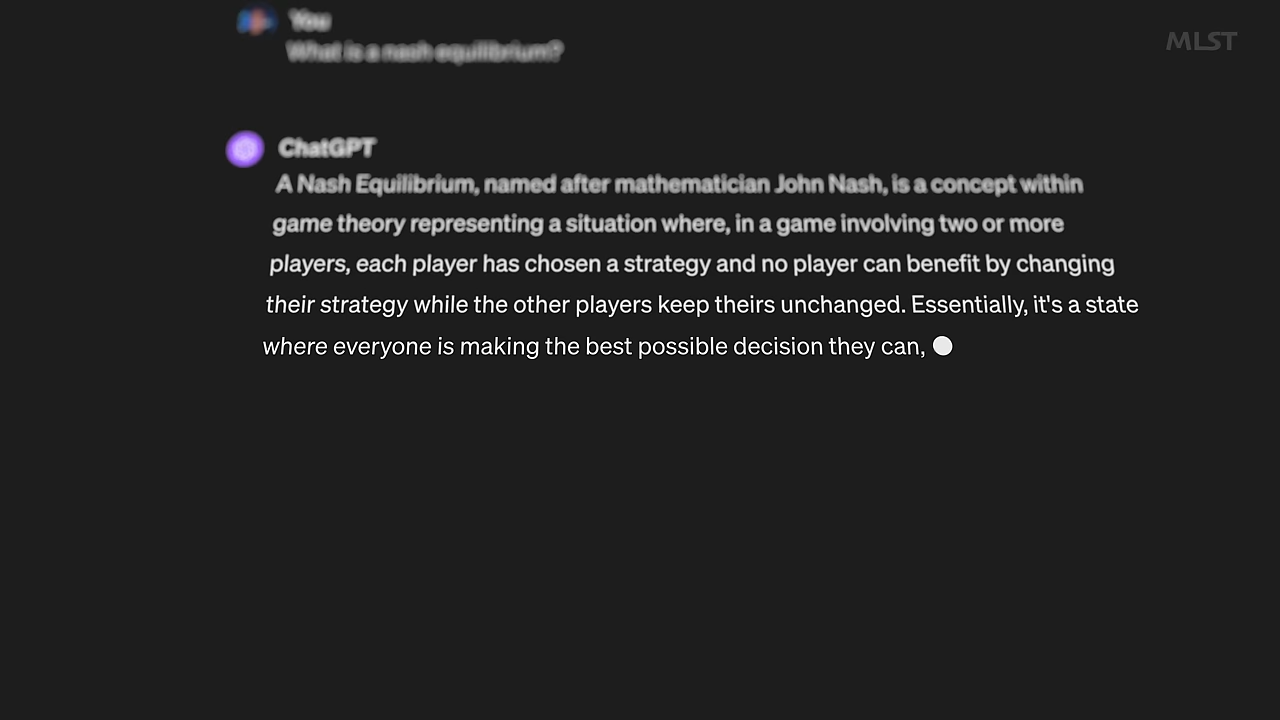 MLST
You
What is a nash equilibrium?
ChatGPT
A Nash Equilibrium, named after mathematician John Nash, is a concept within
game theory representing a situation where, in a game involving two or more
players, each player has chosen a strategy and no player can benefit by changing
their strategy while the other players keep theirs unchanged. Essentially, it's a state
where everyone is making the best possible decision they can,